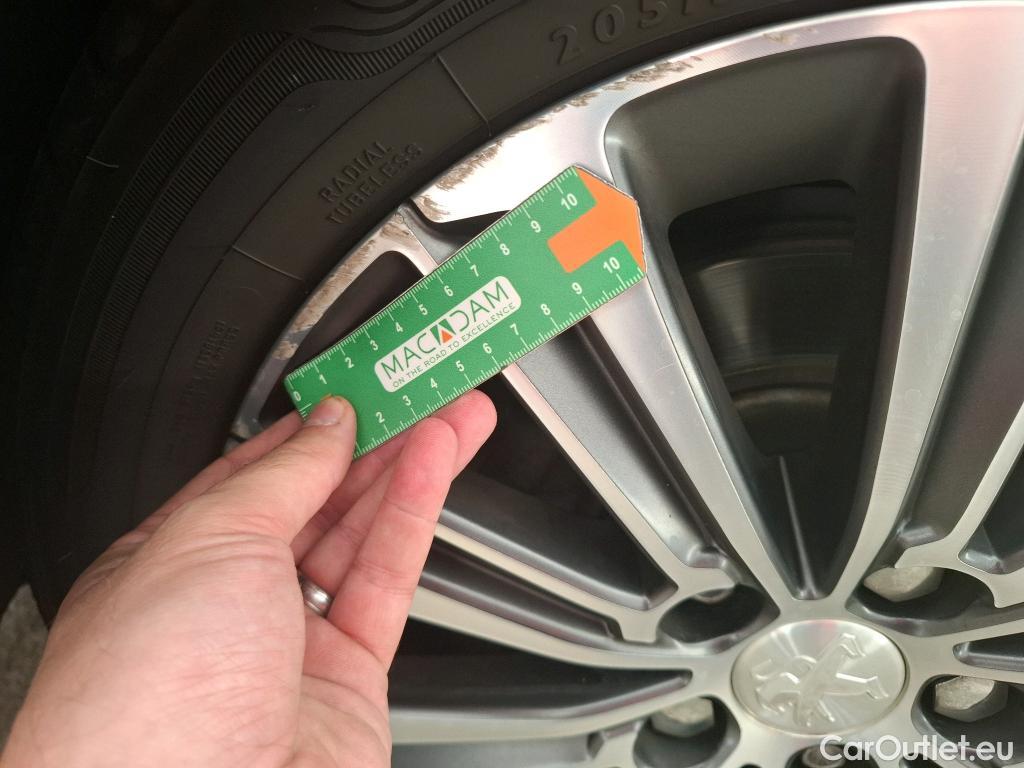 205/
RADIAL
TUBELESS
0 1 2 3 4 5 6 7 8 9 10
MACADAM
ON THE ROAD TO EXCELLENCE
2 3 4 5 6 7 8 9 10
CarOutlet.eu